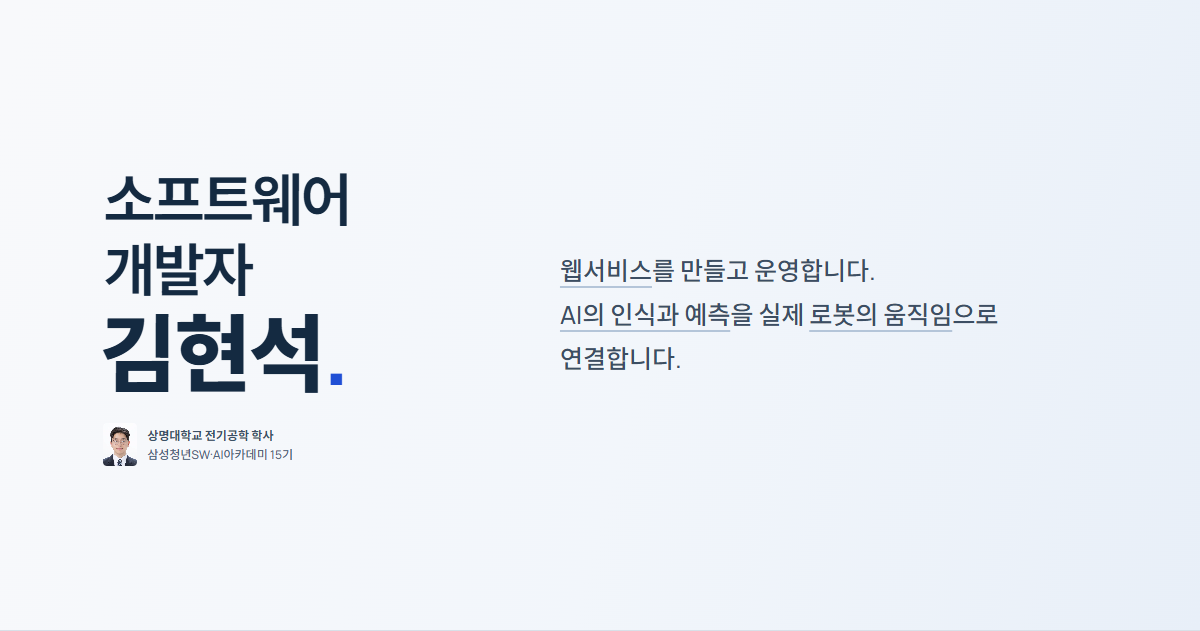 소프트웨어
개발자
김현석.
상명대학교 전기공학 학사
삼성청년SW·AI아카데미 15기
웹서비스를 만들고 운영합니다.
AI의 인식과 예측을 실제 로봇의 움직임으로
연결합니다.